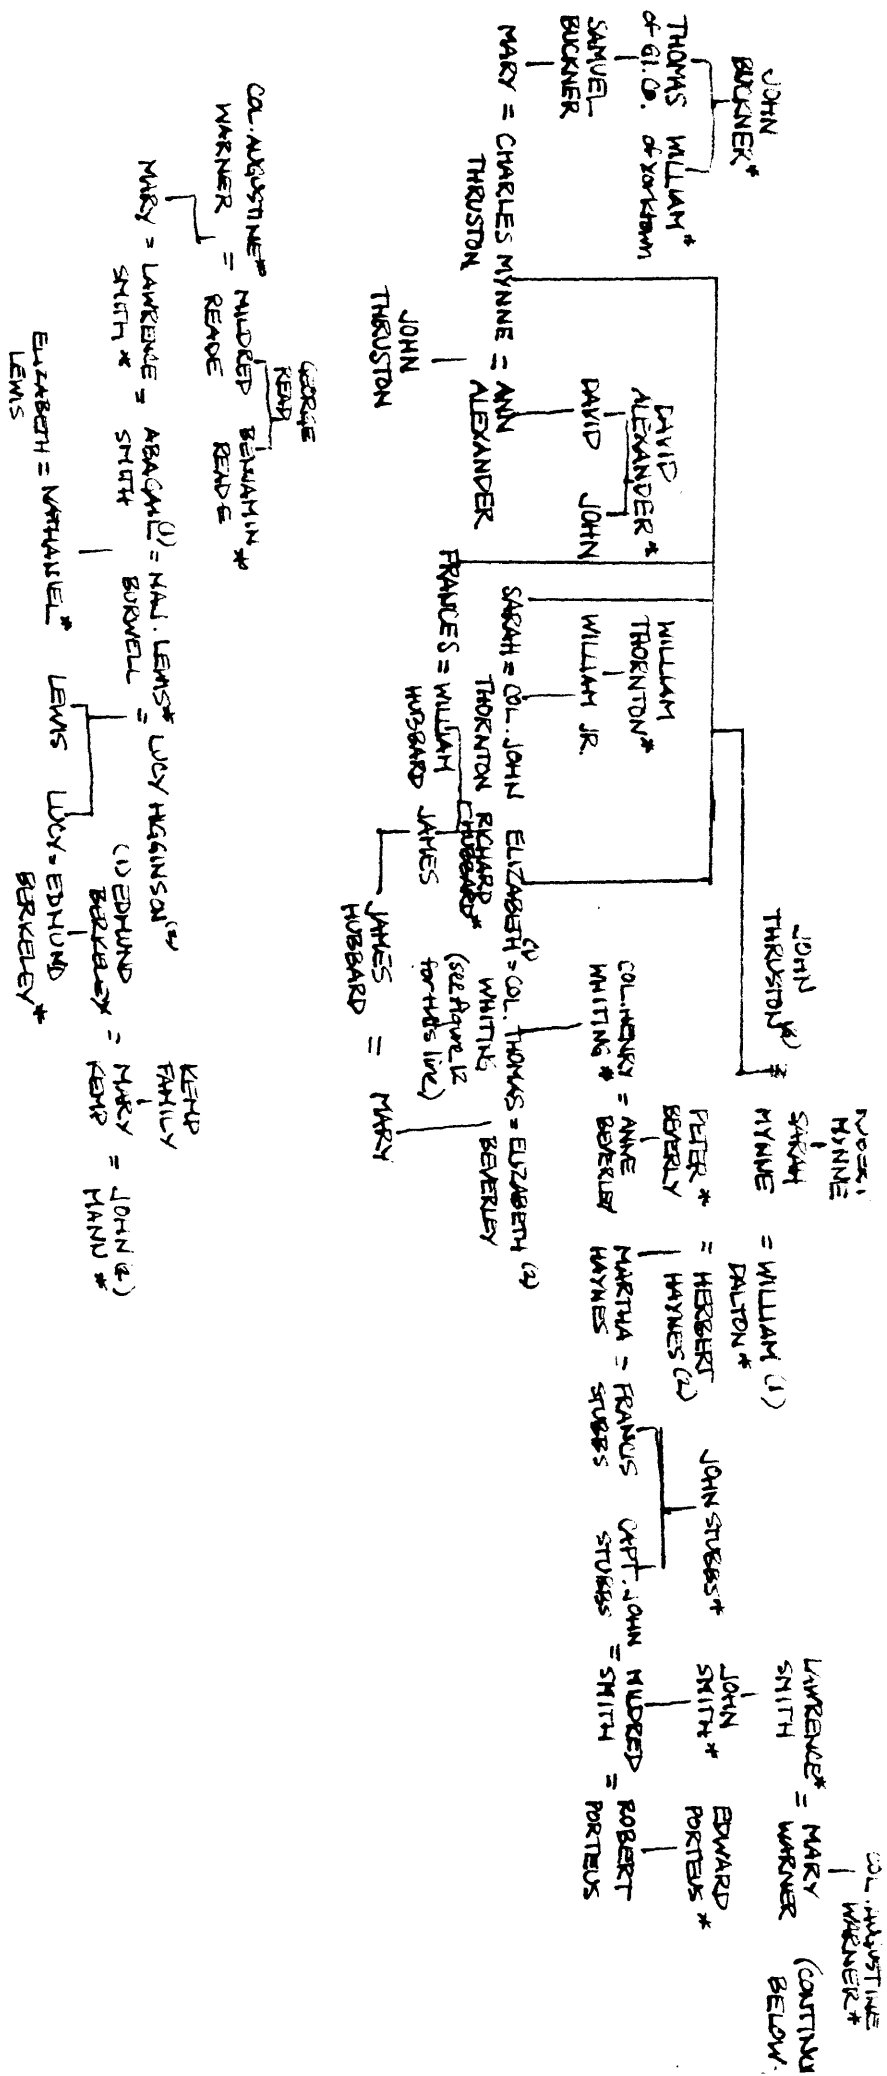 COL. AUGUSTINE
WARNER*
LAWRENCE* = MARY (CONTINU
SMITH WARNER BELOW
MYNNE
JOHN (2)
THRUSTON* = SARAH = WILLIAM (1)
MYNNE DALTON*
JOHN
BUCKNER*
PETER* = HERBERT
BEVERLY HAYNES (2)
JOHN STUBBS*
JOHN
SMITH*
EDWARD
PORTEUS*
THOMAS WILLIAM*
of Gl. Co. of Yorktown
DAVID
ALEXANDER*
WILLIAM
THORNTON*
COL. HENRY = ANNE
WHITING* BEVERLEY
MARTHA = FRANCIS CAPT. JOHN = MILDRED = ROBERT
HAYNES STUBBS STUBBS SMITH PORTEUS
SAMUEL
BUCKNER
DAVID JOHN
WILLIAM JR.
MARY = CHARLES MYNNE = ANN
THRUSTON ALEXANDER
SARAH = COL. JOHN ELIZABETH (1) = COL. THOMAS = ELIZABETH (2)
THORNTON WHITING BEVERLEY
RICHARD
HUBBARD*
(see figure 12
for this line)
FRANCES = WILLIAM JAMES
HUBBARD
JOHN
THRUSTON
JAMES = MARY
HUBBARD
GEORGE
READ
COL. AUGUSTINE* = MILDRED BENJAMIN*
WARNER READE READE
KEMP
FAMILY
MARY = LAWRENCE = ABAGAIL (1) = MAJ. LEWIS* = LUCY HIGGINSON (2)
SMITH* SMITH BURWELL
(1) EDMUND = MARY = JOHN (2)
BERKELEY KEMP MANN*
ELIZABETH = NATHANIEL* LEWIS LUCY = EDMUND
LEWIS BERKELEY*